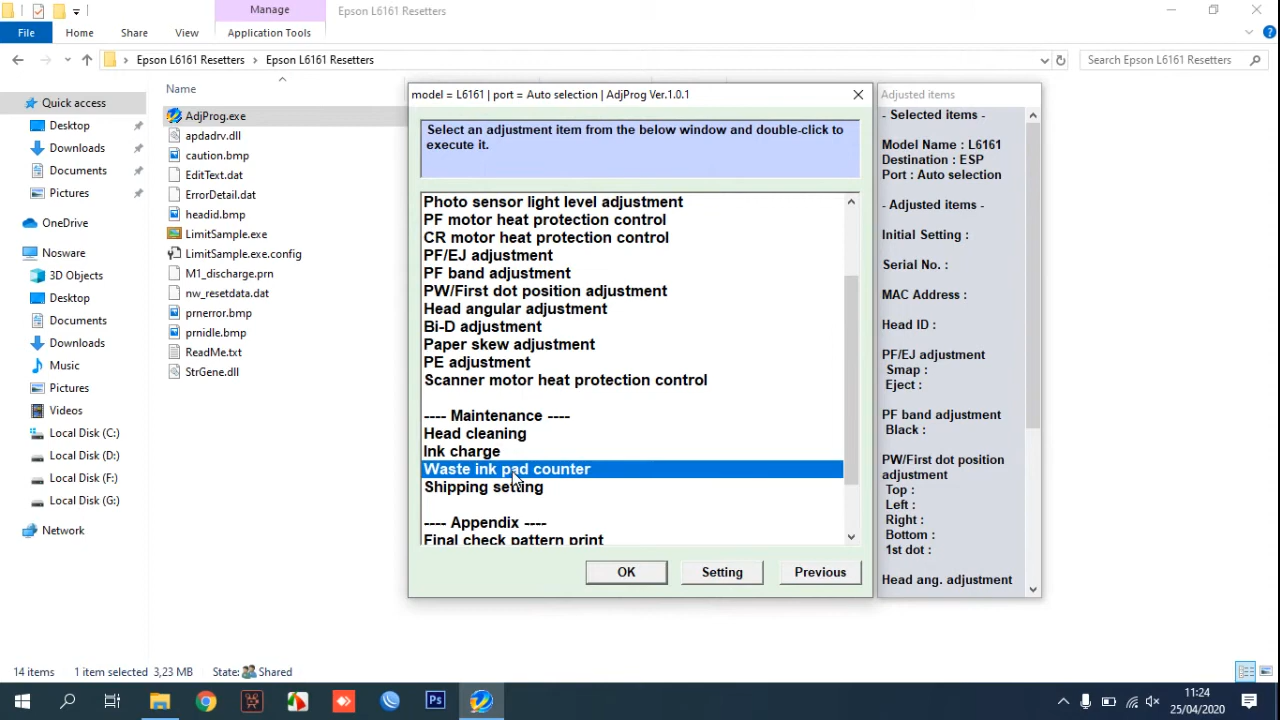 Manage
Epson L6161 Resetters
File
Home
Share
View
Application Tools
Epson L6161 Resetters
Epson L6161 Resetters
Search Epson L6161 Resetters
Quick access
Desktop
Downloads
Documents
Pictures
OneDrive
Nosware
3D Objects
Desktop
Documents
Downloads
Music
Pictures
Videos
Local Disk (C:)
Local Disk (D:)
Local Disk (F:)
Local Disk (G:)
Network
Name
AdjProg.exe
apdadrv.dll
caution.bmp
EditText.dat
ErrorDetail.dat
headid.bmp
LimitSample.exe
LimitSample.exe.config
M1_discharge.prn
nw_resetdata.dat
prnerror.bmp
prnidle.bmp
ReadMe.txt
StrGene.dll
model = L6161 | port = Auto selection | AdjProg Ver.1.0.1
Select an adjustment item from the below window and double-click to
execute it.
Photo sensor light level adjustment
PF motor heat protection control
CR motor heat protection control
PF/EJ adjustment
PF band adjustment
PW/First dot position adjustment
Head angular adjustment
Bi-D adjustment
Paper skew adjustment
PE adjustment
Scanner motor heat protection control
---- Maintenance ----
Head cleaning
Ink charge
Waste ink pad counter
Shipping setting
---- Appendix ----
Final check pattern print
OK
Setting
Previous
Adjusted items
- Selected items -
Model Name : L6161
Destination : ESP
Port : Auto selection
- Adjusted items -
Initial Setting :
Serial No. :
MAC Address :
Head ID :
PF/EJ adjustment
Smap :
Eject :
PF band adjustment
Black :
PW/First dot position
adjustment
Top :
Left :
Right :
Bottom :
1st dot :
Head ang. adjustment
14 items
1 item selected 3,23 MB
State:
Shared
Ps
11:24
25/04/2020